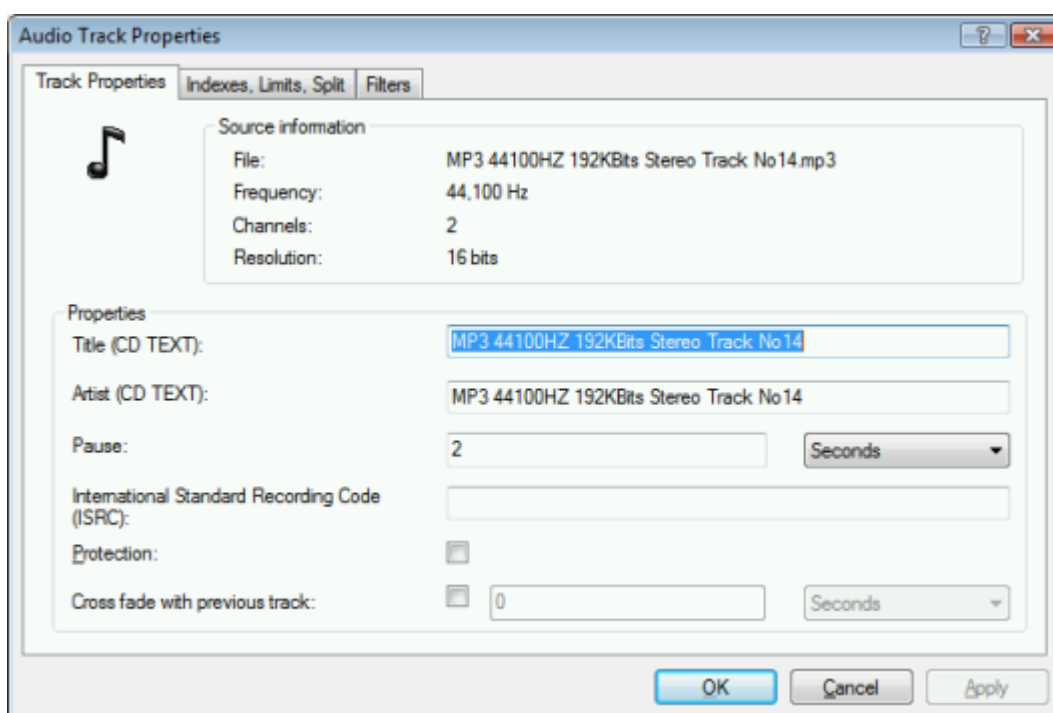 Audio Track Properties
Track Properties Indexes, Limits, Split Filters
Source information
File: MP3 44100HZ 192KBits Stereo Track No14.mp3
Frequency: 44,100 Hz
Channels: 2
Resolution: 16 bits
Properties
Title (CD TEXT): MP3 44100HZ 192KBits Stereo Track No14
Artist (CD TEXT): MP3 44100HZ 192KBits Stereo Track No14
Pause: 2 Seconds
International Standard Recording Code
(ISRC):
Protection:
Cross fade with previous track: 0 Seconds
OK Cancel Apply